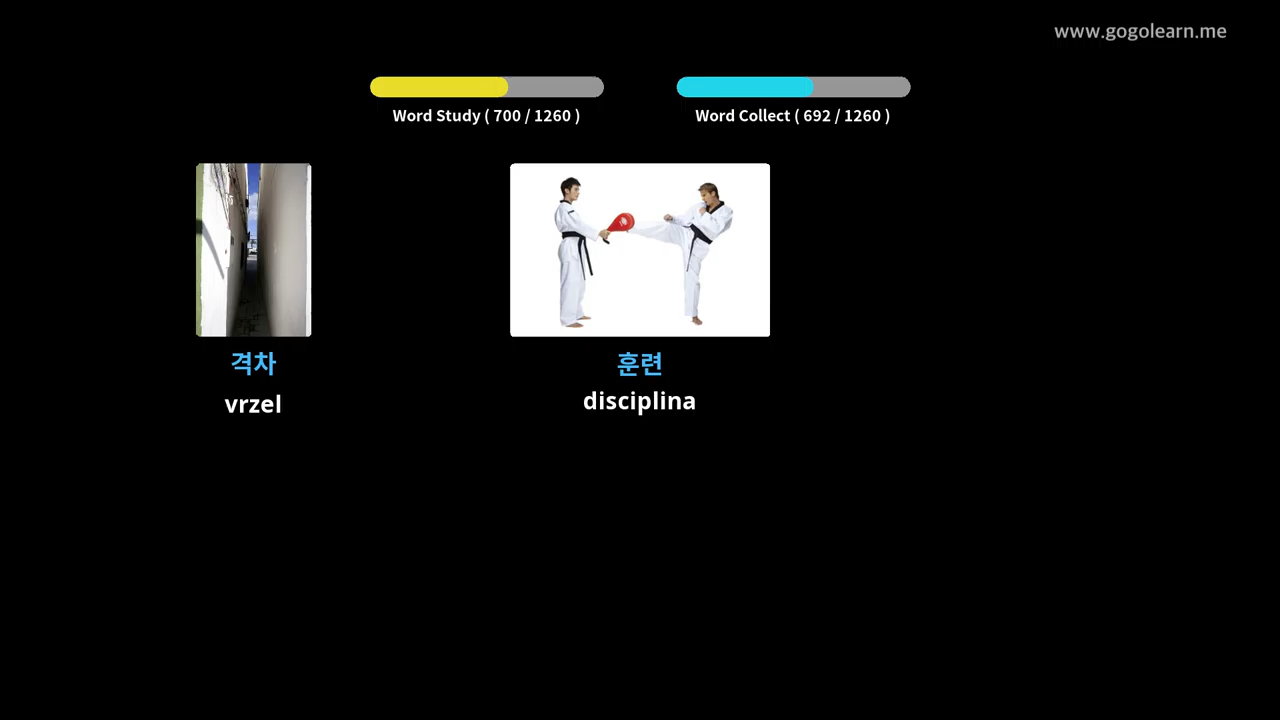 www.gogolearn.me
Word Study ( 700 / 1260 )
Word Collect ( 692 / 1260 )
격차
vrzel
훈련
disciplina